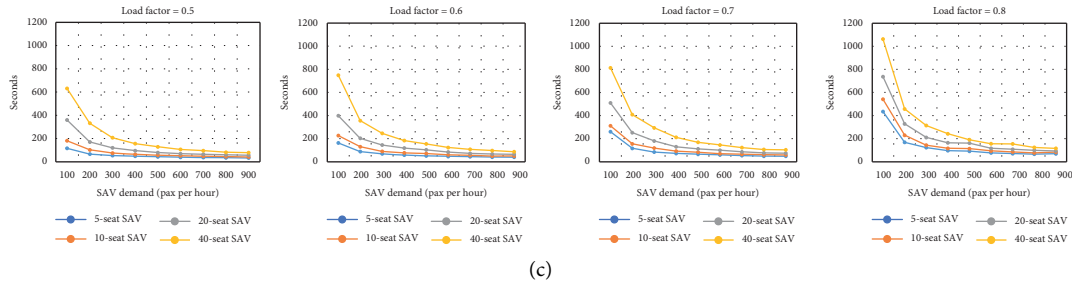 Load factor = 0.5
1200
1000
800
600
400
200
0
Seconds
100 200 300 400 500 600 700 800 900
SAV demand (pax per hour)
5-seat SAV
20-seat SAV
10-seat SAV
40-seat SAV
Load factor = 0.6
1200
1000
800
600
400
200
0
Seconds
100 200 300 400 500 600 700 800 900
SAV demand (pax per hour)
5-seat SAV
20-seat SAV
10-seat SAV
40-seat SAV
Load factor = 0.7
1200
1000
800
600
400
200
0
Seconds
100 200 300 400 500 600 700 800 900
SAV demand (pax per hour)
5-seat SAV
20-seat SAV
10-seat SAV
40-seat SAV
Load factor = 0.8
1200
1000
800
600
400
200
0
Seconds
100 200 300 400 500 600 700 800 900
SAV demand (pax per hour)
5-seat SAV
20-seat SAV
10-seat SAV
40-seat SAV
(c)